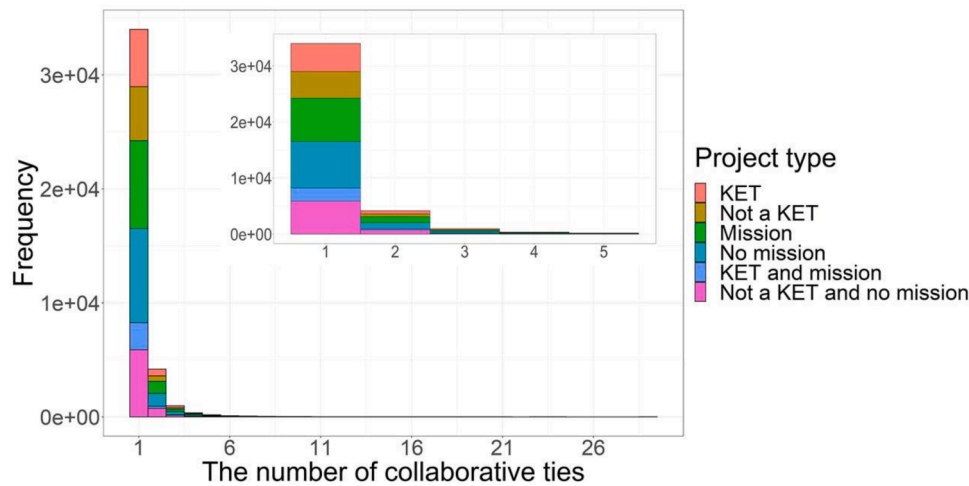 3e+04
2e+04
1e+04
0e+00
Frequency
3e+04
2e+04
1e+04
0e+00
1 2 3 4 5
1 6 11 16 21 26
The number of collaborative ties
Project type
KET
Not a KET
Mission
No mission
KET and mission
Not a KET and no mission